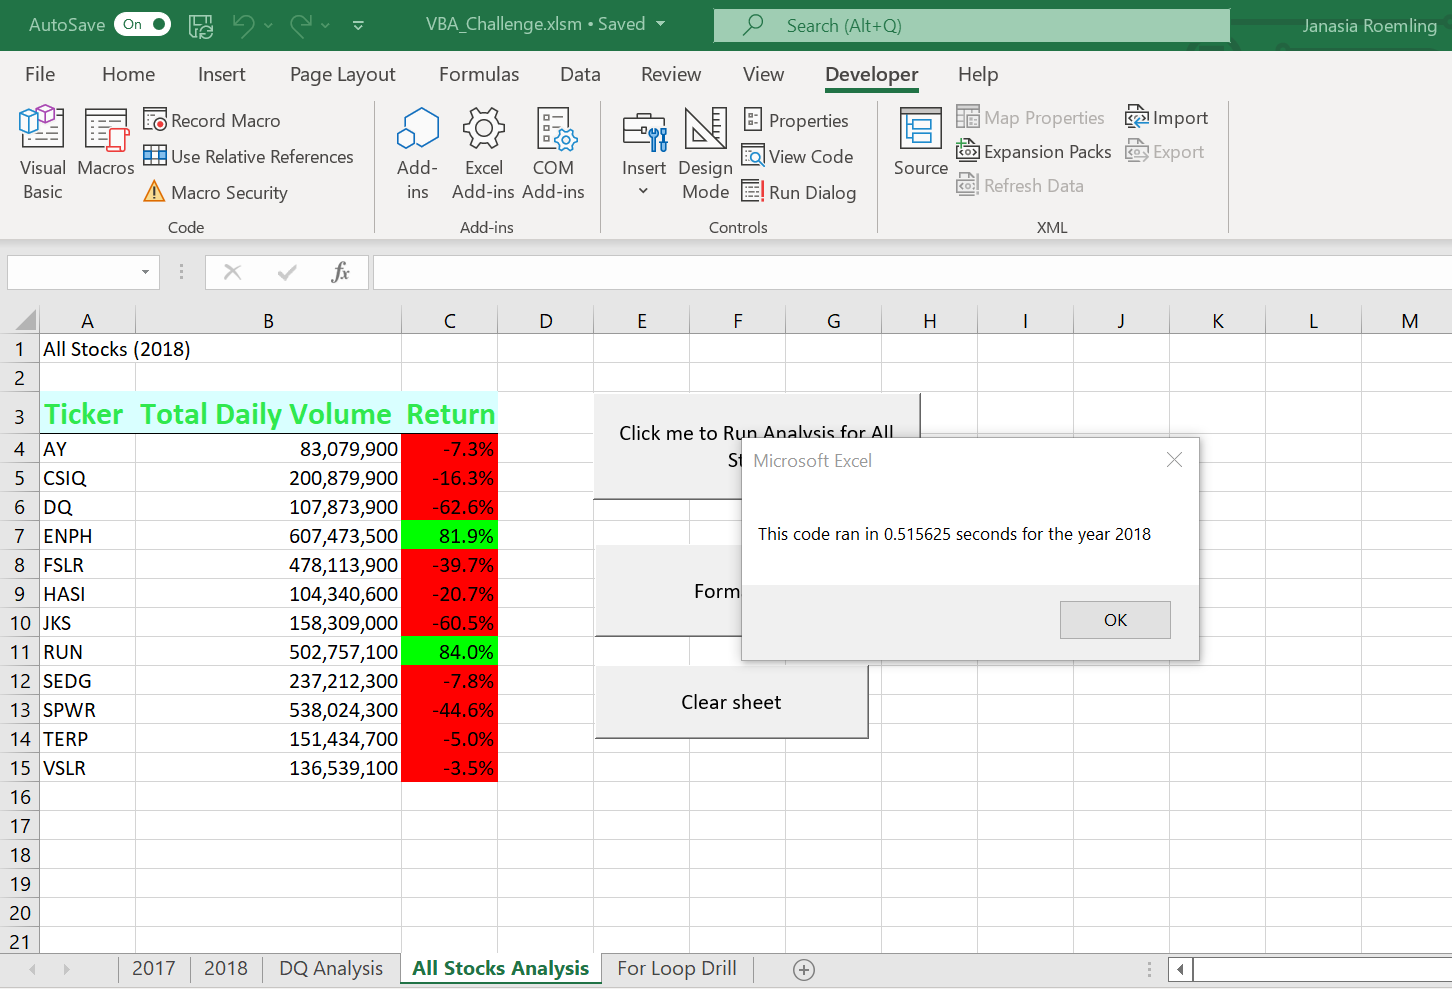 AutoSave On VBA_Challenge.xlsm • Saved Search (Alt+Q) Janasia Roemling
File Home Insert Page Layout Formulas Data Review View Developer Help
Visual Basic
Macros
Record Macro
Use Relative References
Macro Security
Code
Add-ins
Excel Add-ins
COM Add-ins
Add-ins
Insert
Design Mode
Properties
View Code
Run Dialog
Controls
Source
Map Properties
Expansion Packs
Refresh Data
Import
Export
XML
fx
A B C D E F G H I J K L M
1 All Stocks (2018)
2
3 Ticker Total Daily Volume Return
4 AY 83,079,900 -7.3%
5 CSIQ 200,879,900 -16.3%
6 DQ 107,873,900 -62.6%
7 ENPH 607,473,500 81.9%
8 FSLR 478,113,900 -39.7%
9 HASI 104,340,600 -20.7%
10 JKS 158,309,000 -60.5%
11 RUN 502,757,100 84.0%
12 SEDG 237,212,300 -7.8%
13 SPWR 538,024,300 -44.6%
14 TERP 151,434,700 -5.0%
15 VSLR 136,539,100 -3.5%
16
17
18
19
20
21
Click me to Run Analysis for All
St
Form
Clear sheet
Microsoft Excel
This code ran in 0.515625 seconds for the year 2018
OK
2017 2018 DQ Analysis All Stocks Analysis For Loop Drill